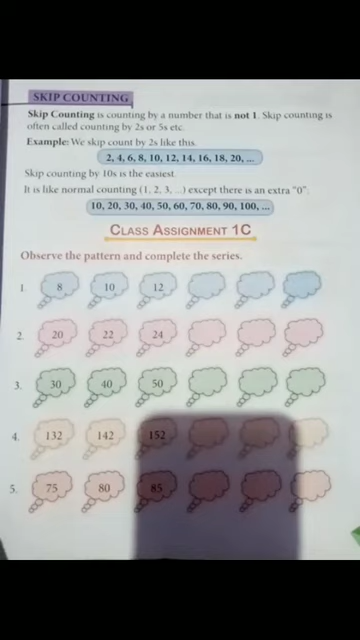 SKIP COUNTING
Skip Counting is counting by a number that is not 1. Skip counting is
often called counting by 2s or 5s etc.
Example: We skip count by 2s like this.
2, 4, 6, 8, 10, 12, 14, 16, 18, 20, ...
Skip counting by 10s is the easiest.
It is like normal counting (1, 2, 3, ...) except there is an extra "0".
10, 20, 30, 40, 50, 60, 70, 80, 90, 100, ...
CLASS ASSIGNMENT 1C
Observe the pattern and complete the series.
1. 8 10 12
2. 20 22 24
3. 30 40 50
4. 132 142 152
5. 75 80 85